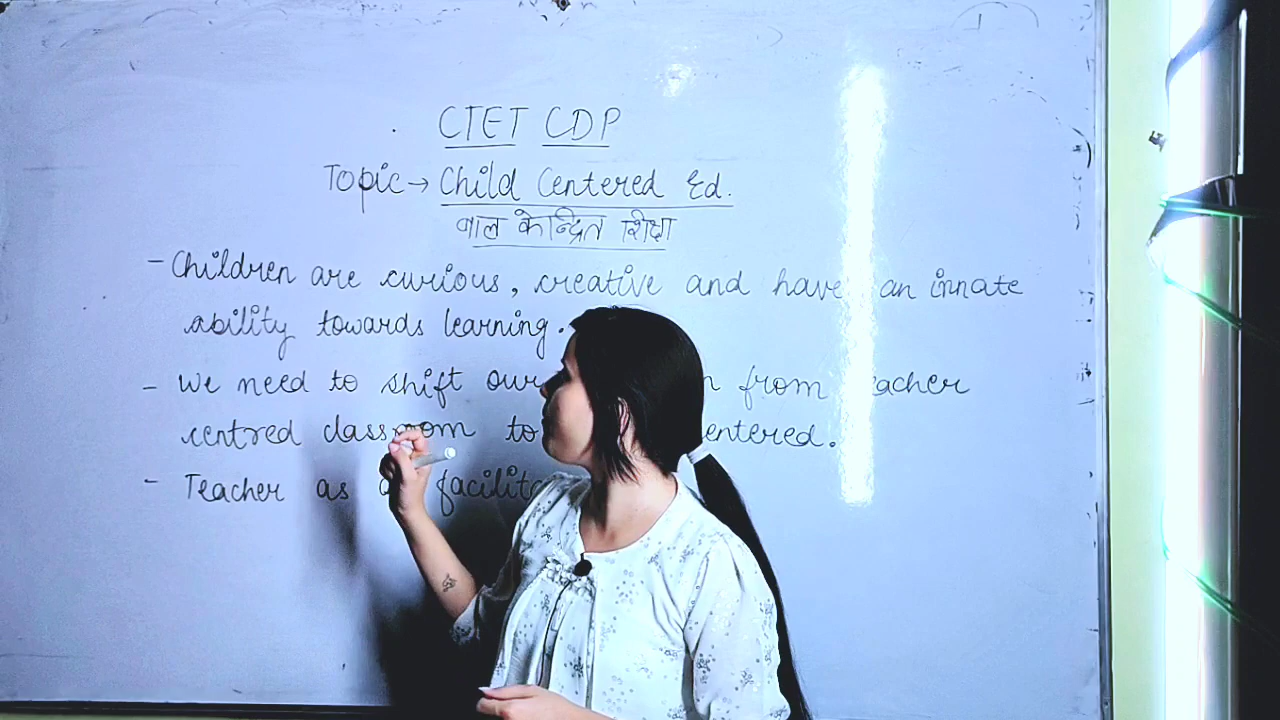 CTET CDP
Topic → Child Centered Ed.
बाल केन्द्रित शिक्षा
- Children are curious, creative and have an innate
ability towards learning.
- We need to shift our from teacher
centred classroom to centered.
- Teacher as a